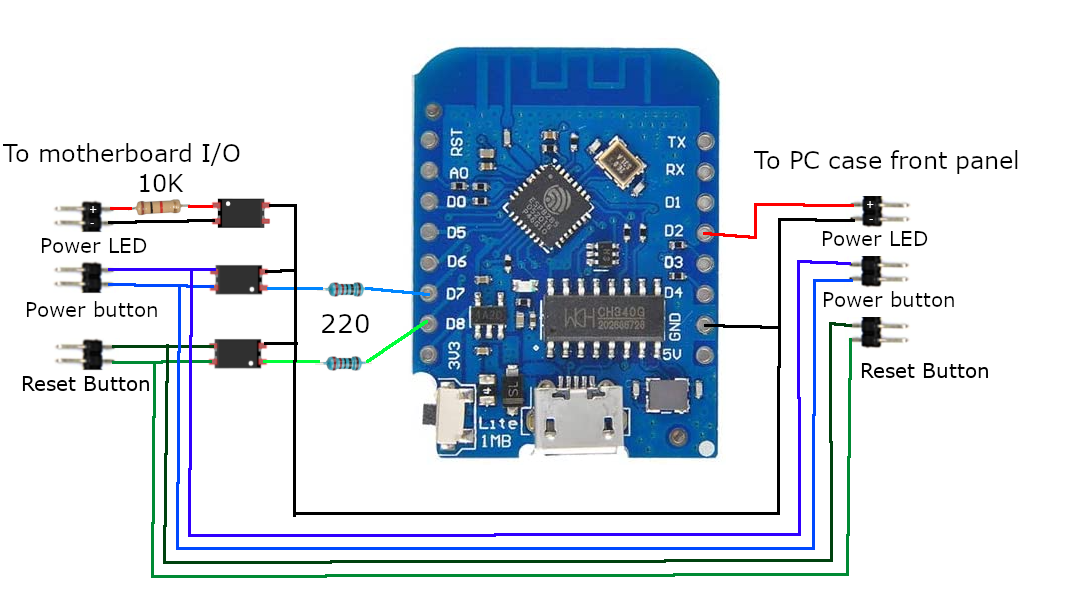 To motherboard I/O
10K
+
-
Power LED
Power button
220
Reset Button
RST
A0
D0
D5
D6
D7
D8
3V3
TX
RX
D1
D2
D3
D4
GND
5V
WCH CH340G
Lite
1MB
To PC case front panel
+
-
Power LED
Power button
Reset Button